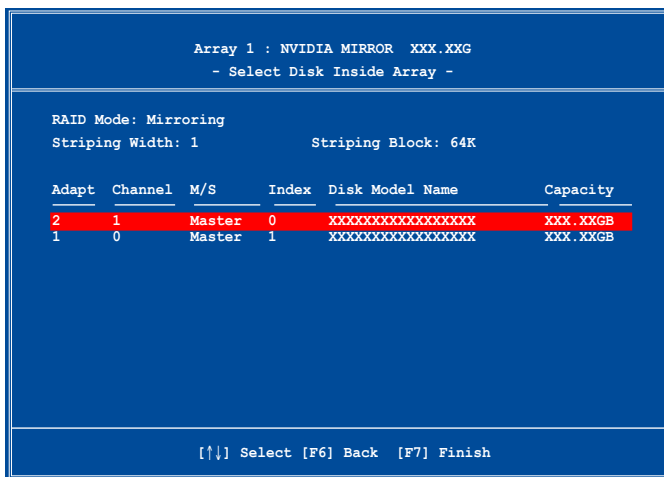 Array 1 : NVIDIA MIRROR XXX.XXG
- Select Disk Inside Array -
RAID Mode: Mirroring
Striping Width: 1 Striping Block: 64K
Adapt Channel M/S Index Disk Model Name Capacity
2 1 Master 0 XXXXXXXXXXXXXXXXX XXX.XXGB
1 0 Master 1 XXXXXXXXXXXXXXXXX XXX.XXGB
[↑↓] Select [F6] Back [F7] Finish